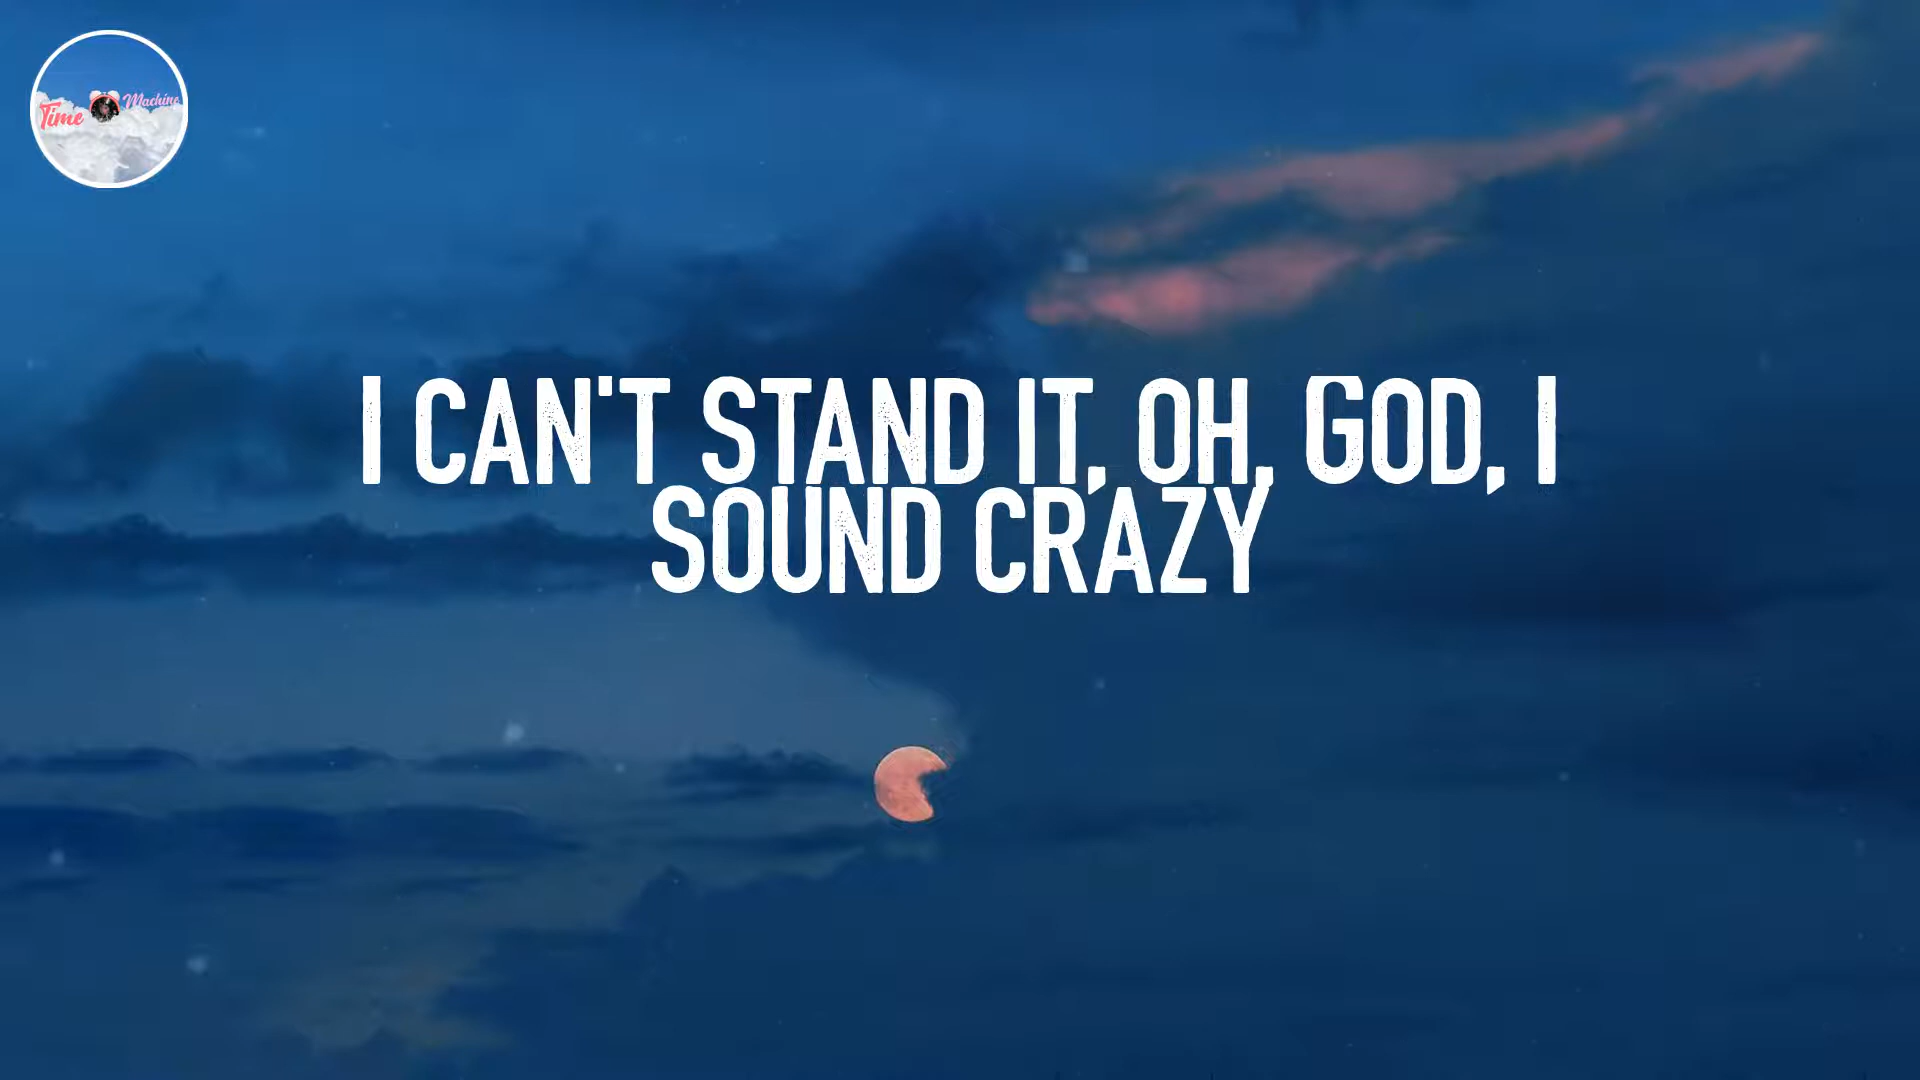 Time Machine
I CAN'T STAND IT, OH, GOD, I
SOUND CRAZY